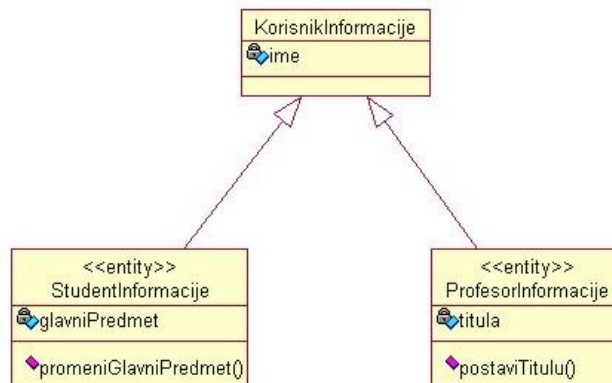 KorisnikInformacije
ime
<<entity>>
StudentInformacije
glavniPredmet
promeniGlavniPredmet()
<<entity>>
ProfesorInformacije
titula
postaviTitulu()